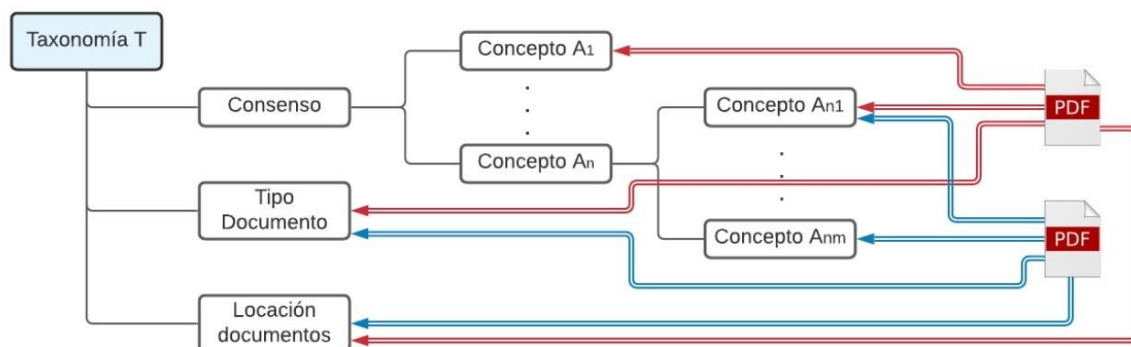 Taxonomía T
Concepto A1
Consenso
Concepto An1
PDF
Concepto An
Tipo
Documento
Concepto Anm
PDF
Locación
documentos